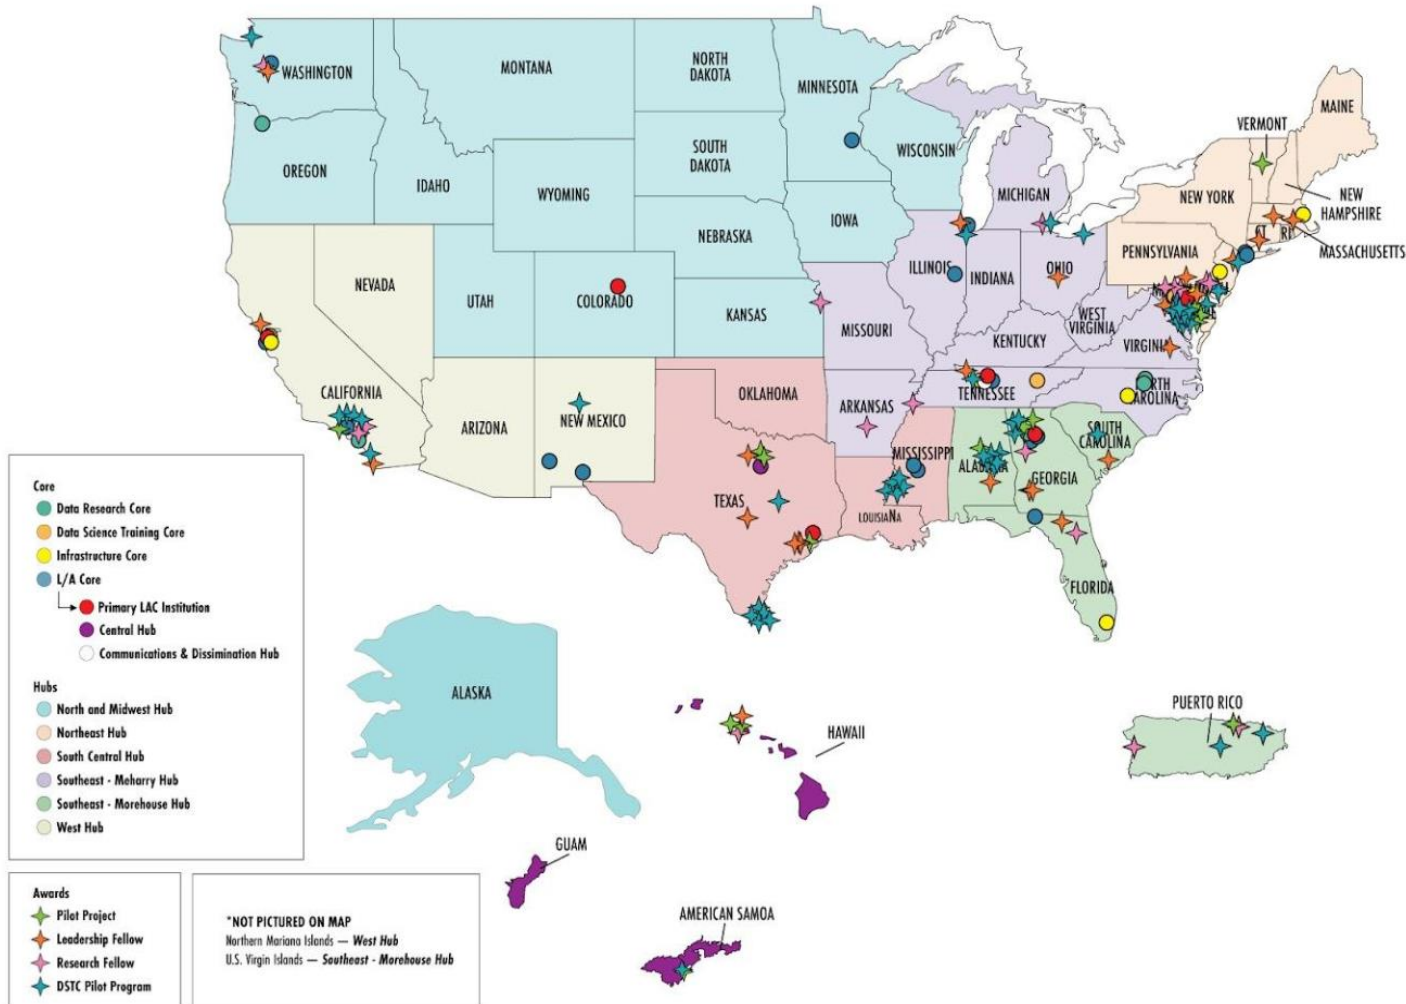 WASHINGTON
MONTANA
NORTH
DAKOTA
MINNESOTA
MAINE
VERMONT
OREGON
IDAHO
WYOMING
SOUTH
DAKOTA
WISCONSIN
MICHIGAN
NEW YORK
NEW
HAMPSHIRE
MASSACHUSETTS
CT
RI
IOWA
NEBRASKA
PENNSYLVANIA
NEVADA
UTAH
COLORADO
KANSAS
MISSOURI
ILLINOIS
INDIANA
OHIO
WEST
VIRGINIA
KENTUCKY
VIRGINIA
CALIFORNIA
ARIZONA
NEW MEXICO
OKLAHOMA
ARKANSAS
TENNESSEE
NORTH
CAROLINA
SOUTH
CAROLINA
TEXAS
LOUISIANA
MISSISSIPPI
ALABAMA
GEORGIA
FLORIDA
ALASKA
HAWAII
PUERTO RICO
GUAM
AMERICAN SAMOA
Core
Data Research Core
Data Science Training Core
Infrastructure Core
L/A Core
Primary LAC Institution
Central Hub
Communications & Dissimination Hub
Hubs
North and Midwest Hub
Northeast Hub
South Central Hub
Southeast - Meharry Hub
Southeast - Morehouse Hub
West Hub
Awards
Pilot Project
Leadership Fellow
Research Fellow
DSTC Pilot Program
*NOT PICTURED ON MAP
Northern Mariana Islands — West Hub
U.S. Virgin Islands — Southeast - Morehouse Hub